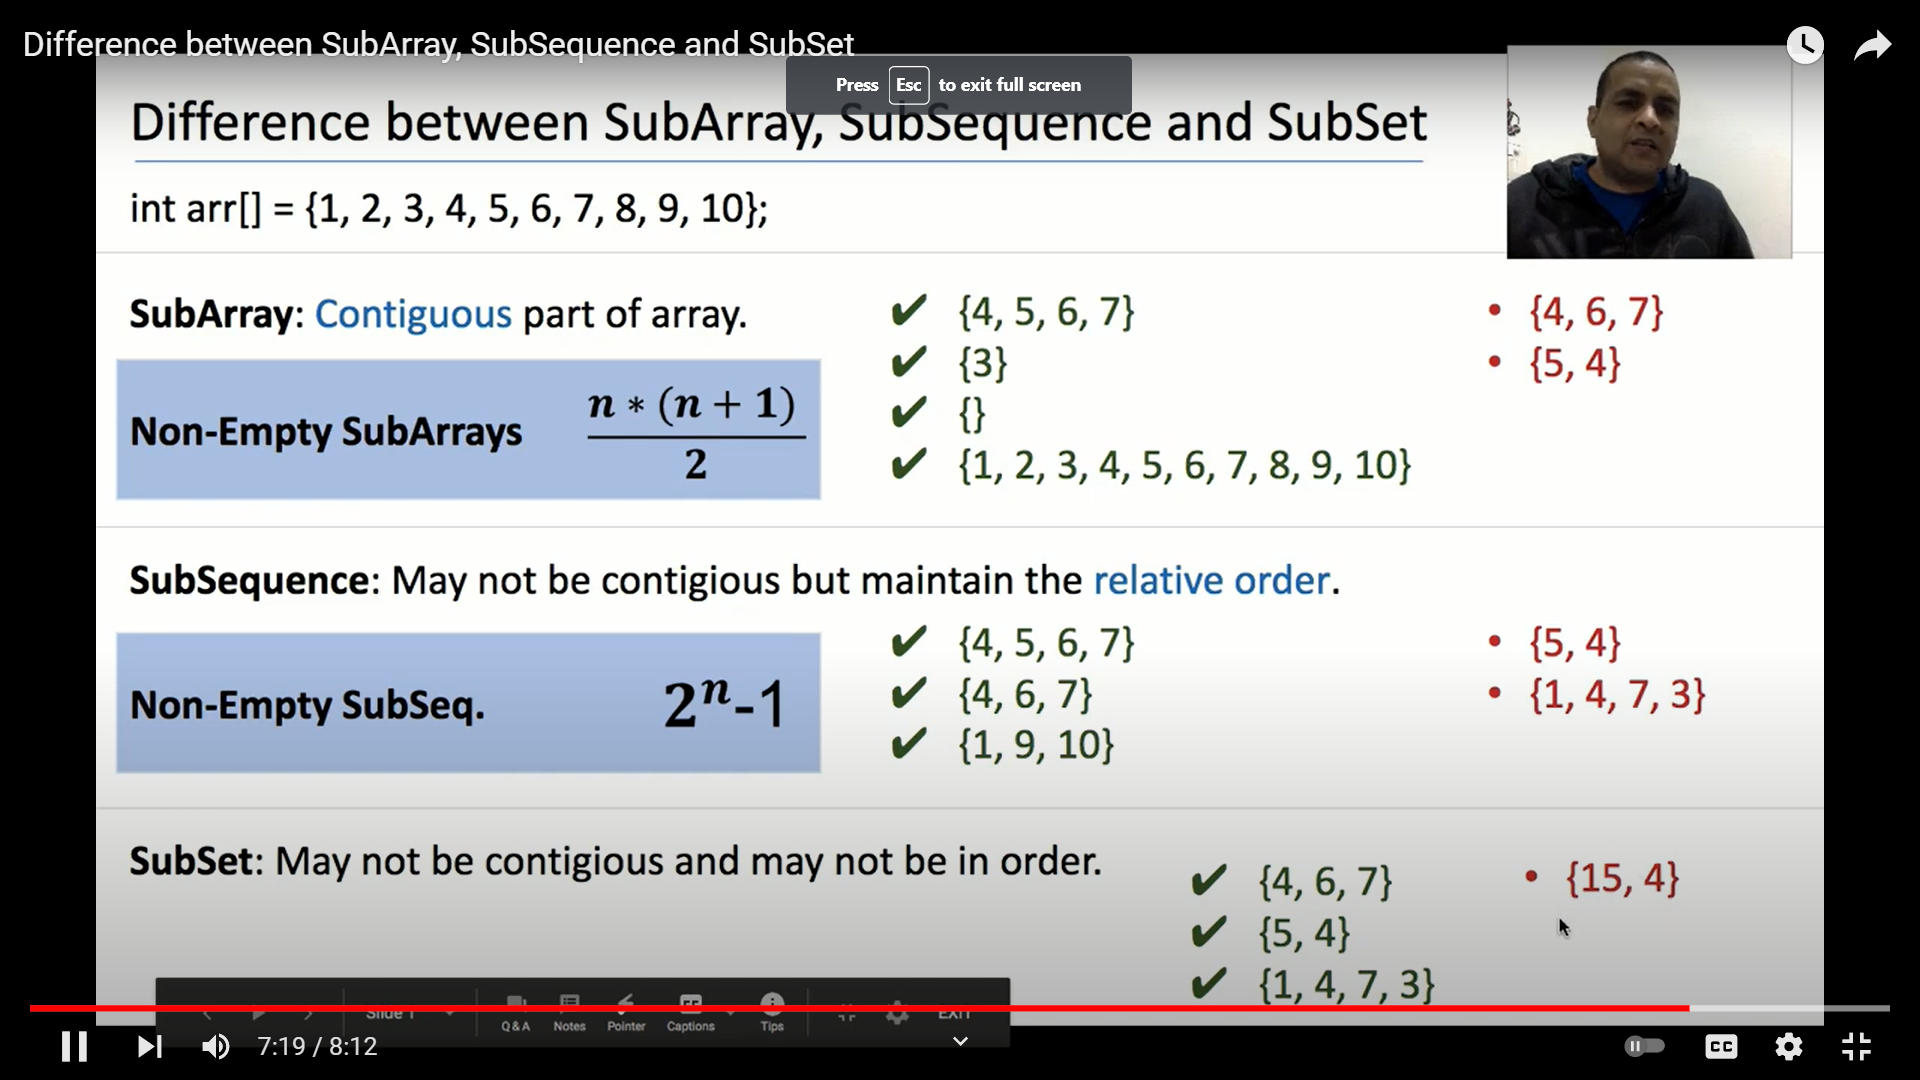 Difference between SubArray, SubSequence and SubSet
Press Esc to exit full screen
Difference between SubArray, SubSequence and SubSet
int arr[] = {1, 2, 3, 4, 5, 6, 7, 8, 9, 10};
SubArray: Contiguous part of array.
Non-Empty SubArrays n * (n + 1) / 2
✔ {4, 5, 6, 7}
✔ {3}
✔ {}
✔ {1, 2, 3, 4, 5, 6, 7, 8, 9, 10}
• {4, 6, 7}
• {5, 4}
SubSequence: May not be contigious but maintain the relative order.
Non-Empty SubSeq. 2ⁿ-1
✔ {4, 5, 6, 7}
✔ {4, 6, 7}
✔ {1, 9, 10}
• {5, 4}
• {1, 4, 7, 3}
SubSet: May not be contigious and may not be in order.
✔ {4, 6, 7}
✔ {5, 4}
✔ {1, 4, 7, 3}
• {15, 4}
Slide 1
Q&A Notes Pointer Captions Tips EXIT
7:19 / 8:12
CC